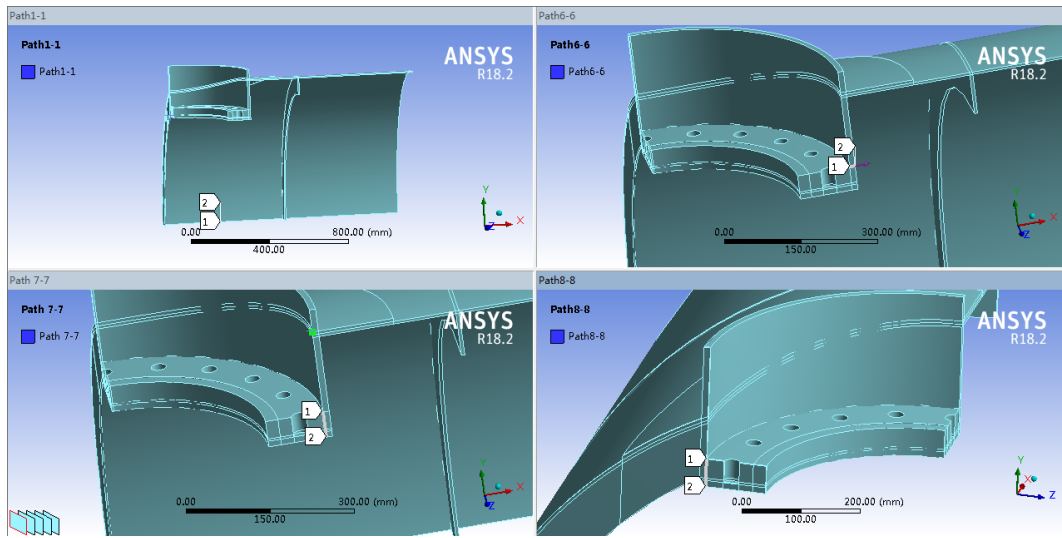 Path1-1
Path1-1
Path1-1
ANSYS
R18.2
2
1
0.00
800.00 (mm)
400.00
Y
X
Z
Path6-6
Path6-6
Path6-6
ANSYS
R18.2
2
1
0.00
300.00 (mm)
150.00
Y
X
Z
Path 7-7
Path 7-7
Path 7-7
ANSYS
R18.2
1
2
0.00
300.00 (mm)
150.00
Y
X
Z
Path8-8
Path8-8
Path8-8
ANSYS
R18.2
1
2
0.00
200.00 (mm)
100.00
Y
X
Z